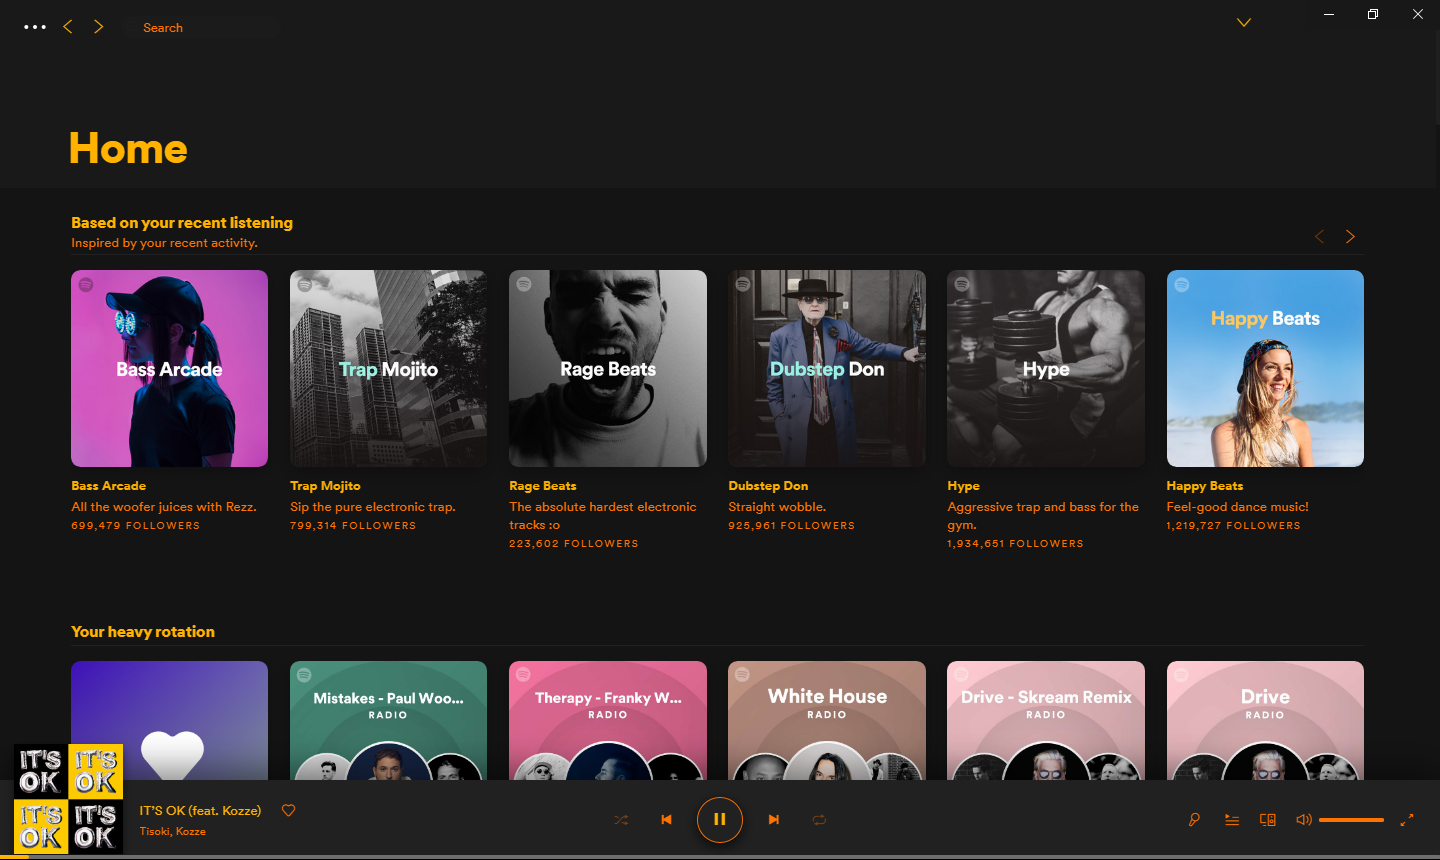 Search
Home
Based on your recent listening
Inspired by your recent activity.
Bass Arcade
Trap Mojito
Rage Beats
Dubstep Don
Hype
Happy Beats
Bass Arcade
All the woofer juices with Rezz.
699,479 FOLLOWERS
Trap Mojito
Sip the pure electronic trap.
799,314 FOLLOWERS
Rage Beats
The absolute hardest electronic
tracks :o
223,602 FOLLOWERS
Dubstep Don
Straight wobble.
925,961 FOLLOWERS
Hype
Aggressive trap and bass for the
gym.
1,934,651 FOLLOWERS
Happy Beats
Feel-good dance music!
1,219,727 FOLLOWERS
Your heavy rotation
Mistakes - Paul Woo...
RADIO
Therapy - Franky W...
RADIO
White House
RADIO
Drive - Skream Remix
RADIO
Drive
RADIO
IT'S
OK
IT'S
OK
IT'S
OK
IT'S
OK
IT'S OK (feat. Kozze)
Tisoki, Kozze